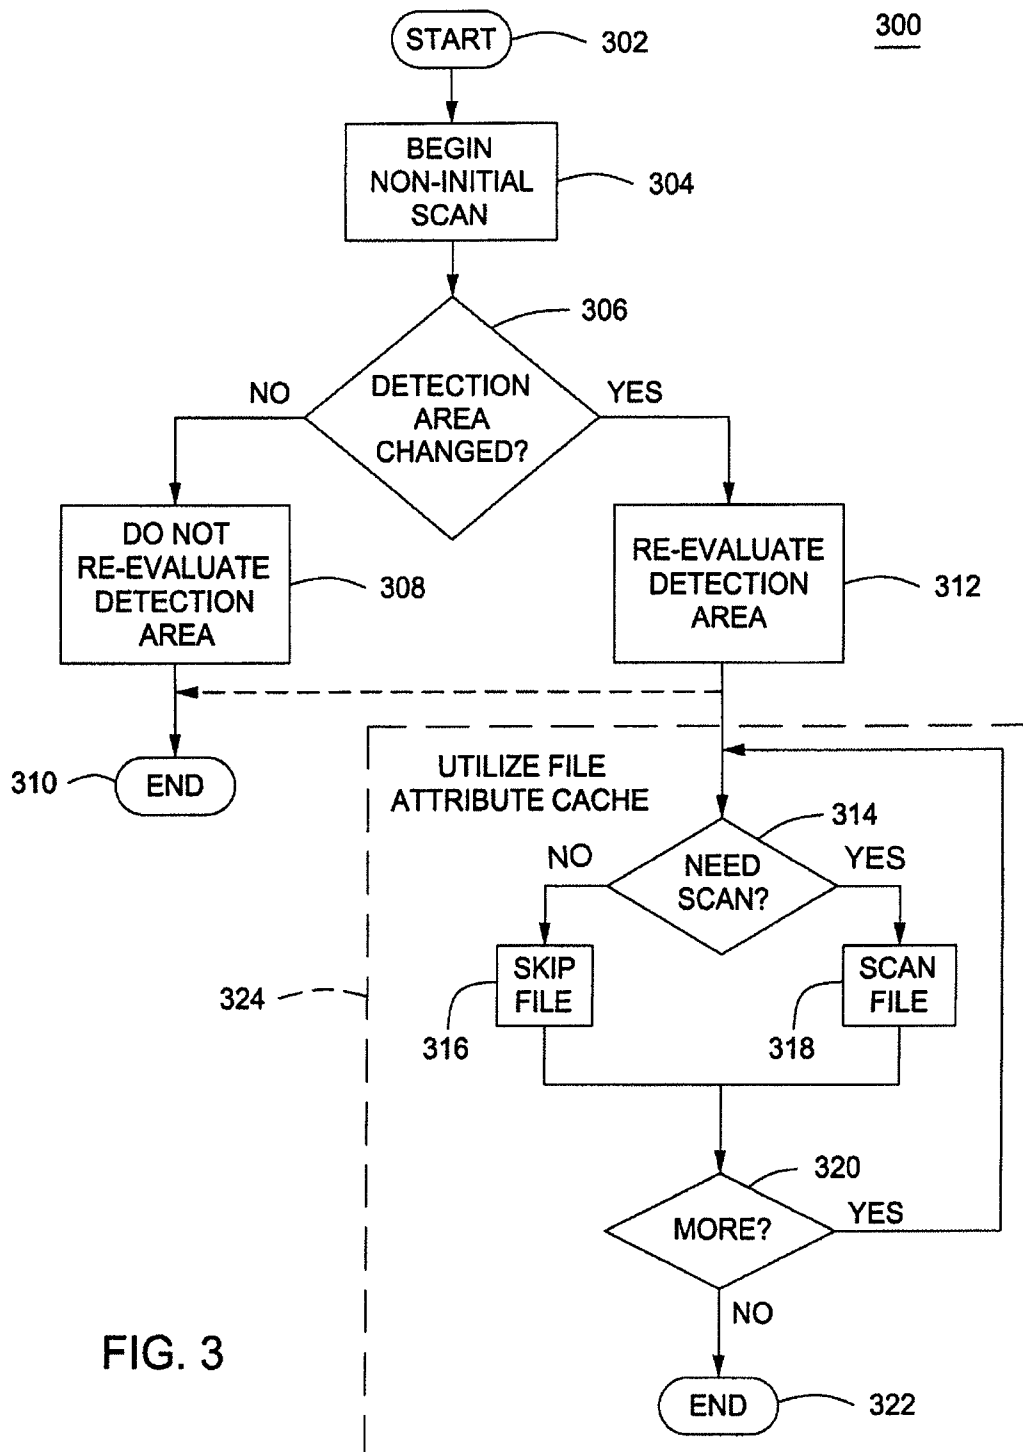 300
START
302
BEGIN
NON-INITIAL
SCAN
304
306
DETECTION
AREA
CHANGED?
NO
YES
DO NOT
RE-EVALUATE
DETECTION
AREA
308
RE-EVALUATE
DETECTION
AREA
312
310
END
UTILIZE FILE
ATTRIBUTE CACHE
314
NEED
SCAN?
NO
YES
SKIP
FILE
316
SCAN
FILE
318
324
320
MORE?
YES
NO
END
322
FIG. 3